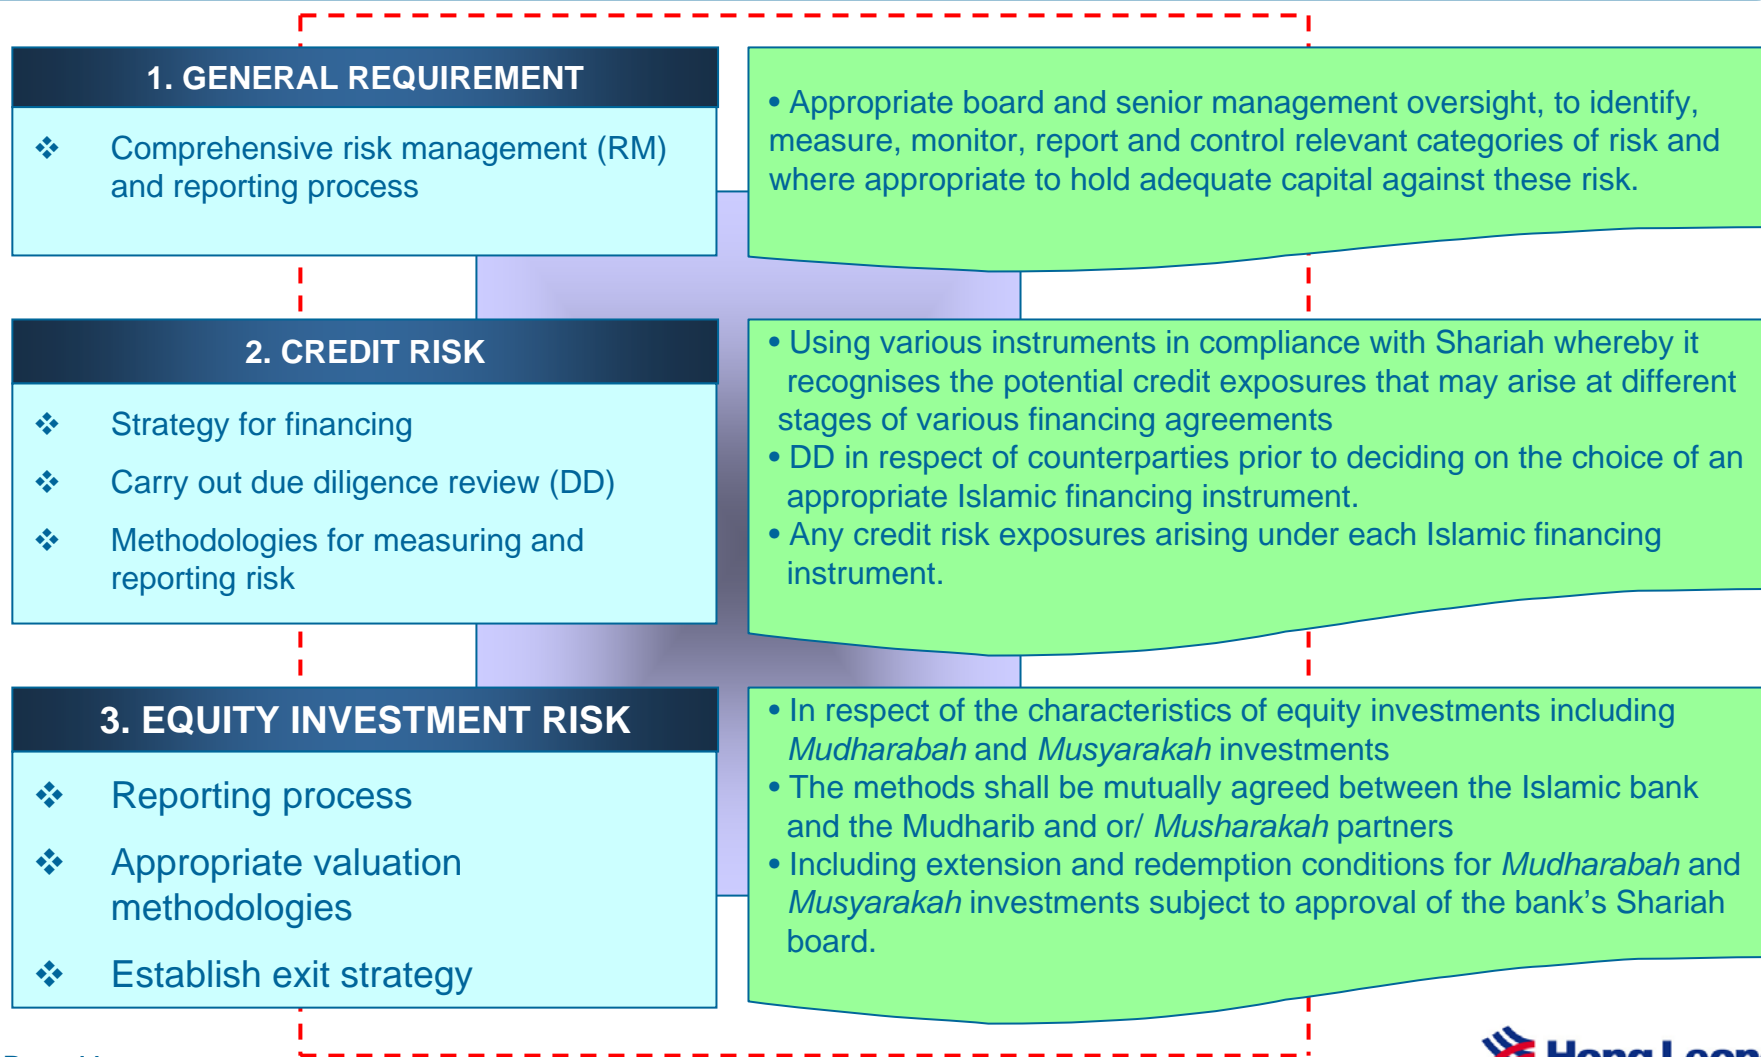 1. GENERAL REQUIREMENT
❖ Comprehensive risk management (RM)
and reporting process
• Appropriate board and senior management oversight, to identify,
measure, monitor, report and control relevant categories of risk and
where appropriate to hold adequate capital against these risk.
2. CREDIT RISK
❖ Strategy for financing
❖ Carry out due diligence review (DD)
❖ Methodologies for measuring and
reporting risk
• Using various instruments in compliance with Shariah whereby it
recognises the potential credit exposures that may arise at different
stages of various financing agreements
• DD in respect of counterparties prior to deciding on the choice of an
appropriate Islamic financing instrument.
• Any credit risk exposures arising under each Islamic financing
instrument.
3. EQUITY INVESTMENT RISK
❖ Reporting process
❖ Appropriate valuation
methodologies
❖ Establish exit strategy
• In respect of the characteristics of equity investments including
Mudharabah and Musyarakah investments
• The methods shall be mutually agreed between the Islamic bank
and the Mudharib and or/ Musharakah partners
• Including extension and redemption conditions for Mudharabah and
Musyarakah investments subject to approval of the bank's Shariah
board.
Hong Leon